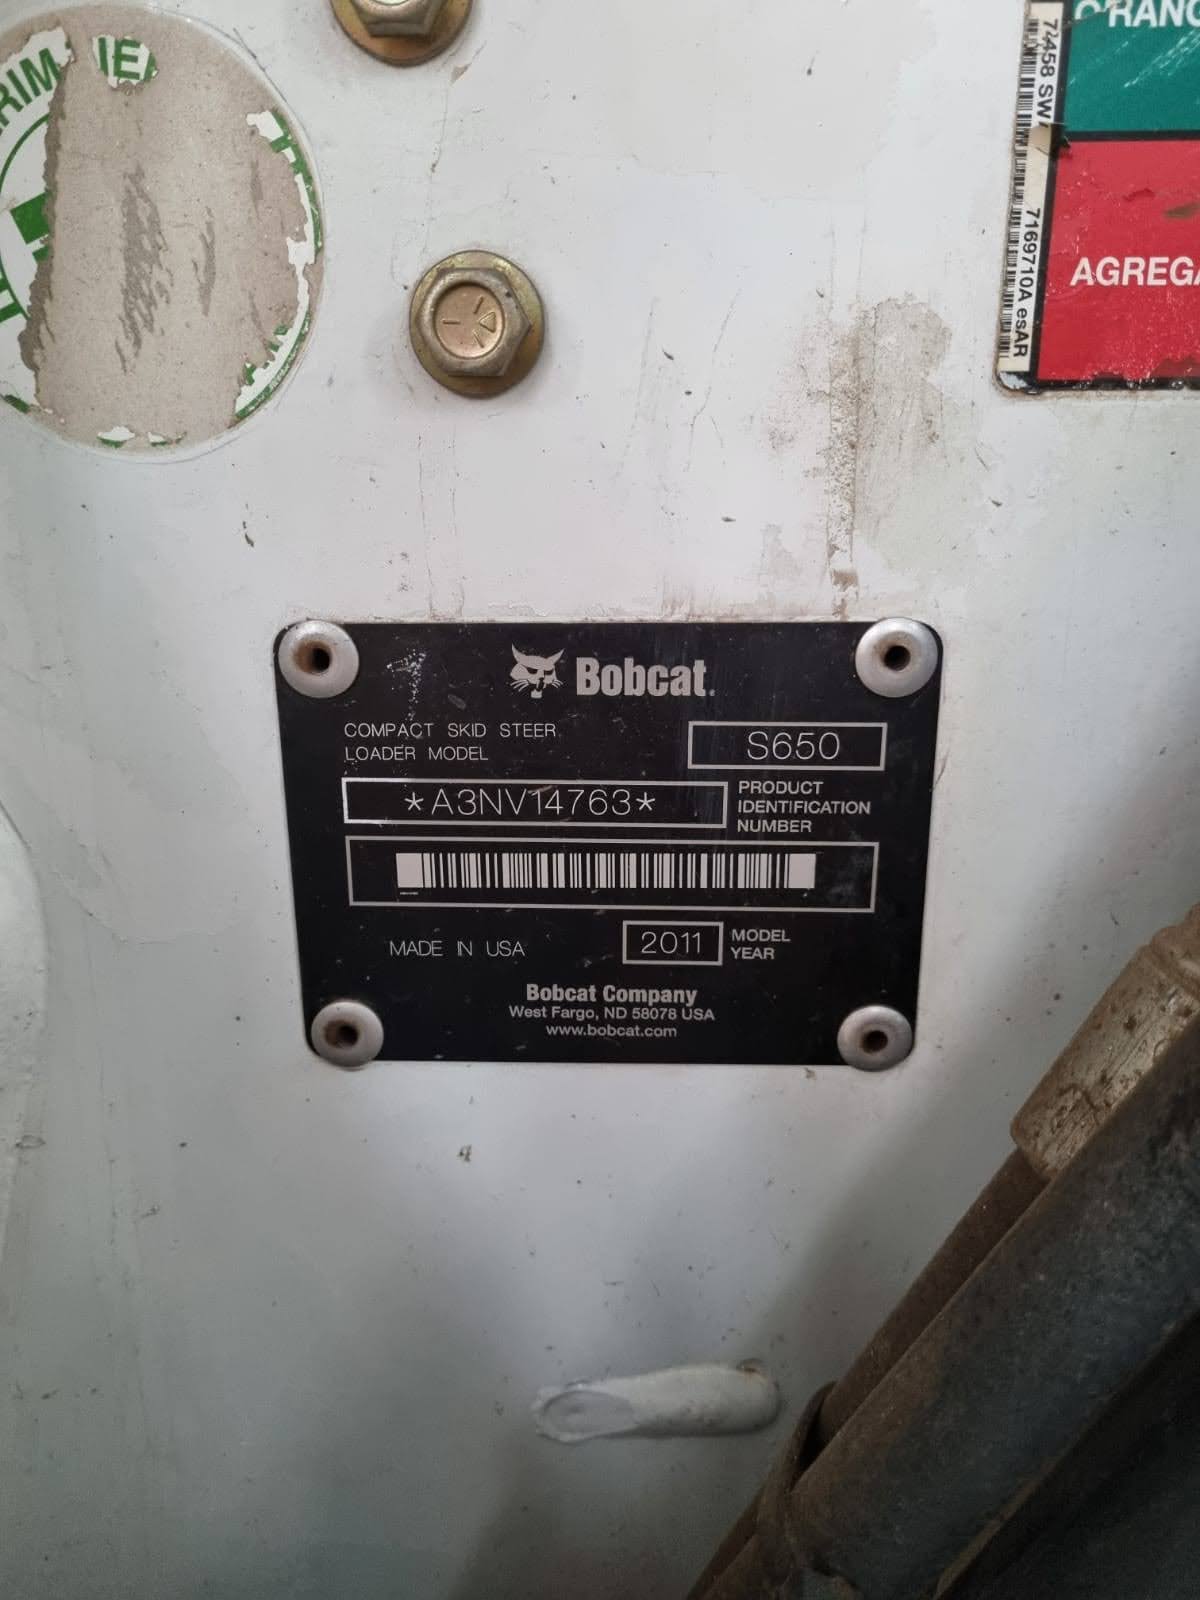 ORANG
7169710A esAR
AGREGA
Bobcat.
COMPACT SKID STEER
LOADER MODEL
S650
*A3NV14763*
PRODUCT
IDENTIFICATION
NUMBER
MADE IN USA
2011
MODEL
YEAR
Bobcat Company
West Fargo, ND 58078 USA
www.bobcat.com